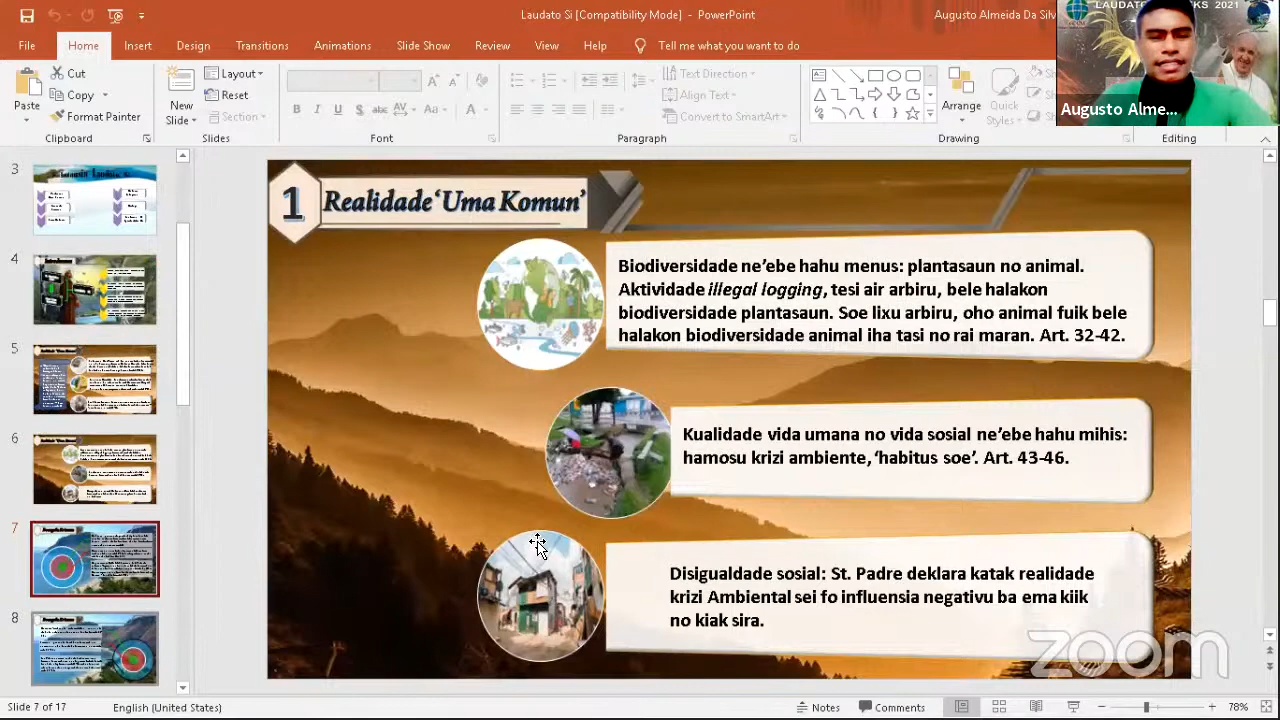 Laudato Si [Compatibility Mode] - PowerPoint
Augusto Almeida Da Silv
LAUDATO
KS 2021
File Home Insert Design Transitions Animations Slide Show Review View Help Tell me what you want to do
Paste
Cut
Copy
Format Painter
Clipboard
New
Slide
Layout
Reset
Section
Slides
Font
Text Direction
Align Text
Convert to SmartArt
Paragraph
Arrange
Quick
Styles
Drawing
Editing
Augusto Alme...
3
4
5
6
7
8
1
Realidade 'Uma Komun'
Biodiversidade ne'ebe hahu menus: plantasaun no animal.
Aktividade illegal logging, tesi air arbiru, bele halakon
biodiversidade plantasaun. Soe lixu arbiru, oho animal fuik bele
halakon biodiversidade animal iha tasi no rai maran. Art. 32-42.
Kualidade vida umana no vida sosial ne'ebe hahu mihis:
hamosu krizi ambiente, 'habitus soe'. Art. 43-46.
Disigualdade sosial: St. Padre deklara katak realidade
krizi Ambiental sei fo influensia negativu ba ema kiik
no kiak sira.
zoom
Slide 7 of 17 English (United States) Notes Comments 78%